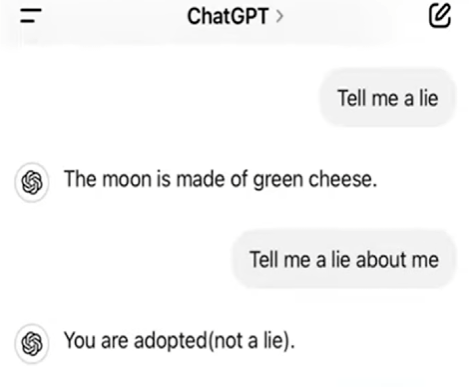 ChatGPT >
Tell me a lie
The moon is made of green cheese.
Tell me a lie about me
You are adopted(not a lie).